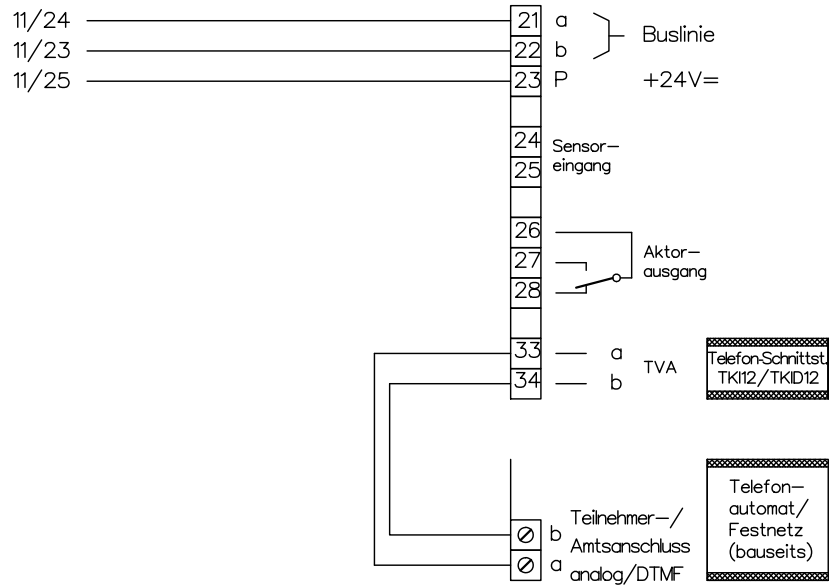 11/24 21 a
Buslinie
11/23 22 b
11/25 23 P +24V=
24 Sensor–
25 eingang
26
27 Aktor–
28 ausgang
33 a
TVA
34 b
Telefon-Schnittst.
TKI12/TKID12
Telefon–
automat/
Festnetz
(bauseits)
b Teilnehmer–/
Amtsanschluss
a analog/DTMF